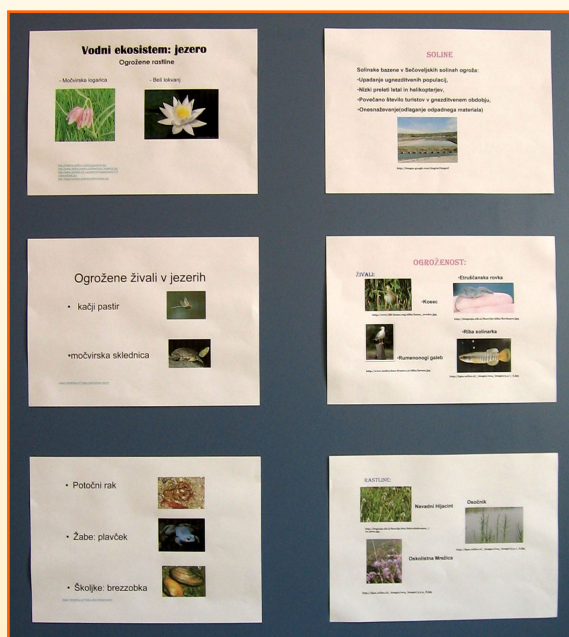 Vodni ekosistem: jezero
Ogrožene rastline
- Močvirska logarica
- Beli lokvanj
SOLINE
Solinske bazene v Sečoveljskih solinah ogroža:
•Upadanje ugnezditvenih populacij,
•Nizki preleti letal in helikopterjev,
•Povečano število turistov v gnezditvenem obdobju,
•Onesnaževanje(odlaganje odpadnega materiala)
Ogrožene živali v jezerih
• kačji pastir
•močvirska sklednica
OGROŽENOST:
ŽIVALI:
•Kosec
•Etruščanska rovka
•Rumenonogi galeb
•Riba solinarka
• Potočni rak
• Žabe: plavček
• Školjke: brezzobka
RASTLINE:
Navadni Hijacint
Osočnik
Ozkolistna Mrežica